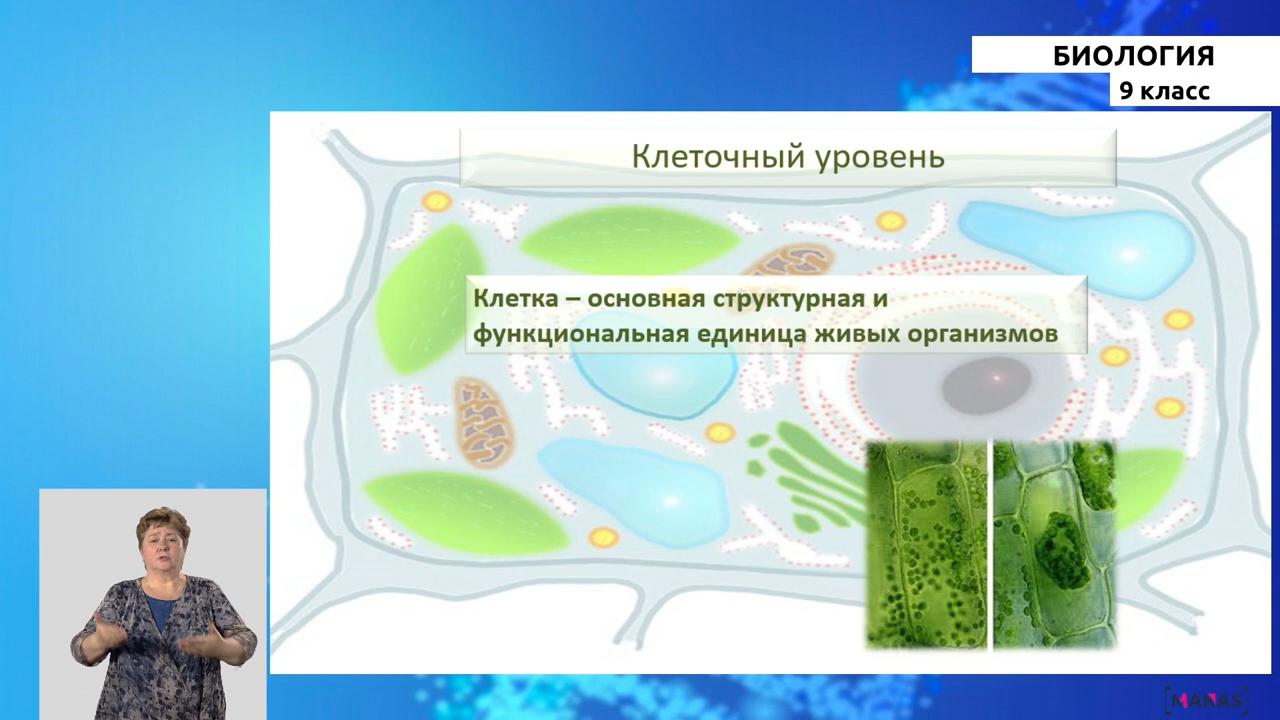 БИОЛОГИЯ
9 класс
Клеточный уровень
Клетка – основная структурная и
функциональная единица живых организмов
[MANAS]